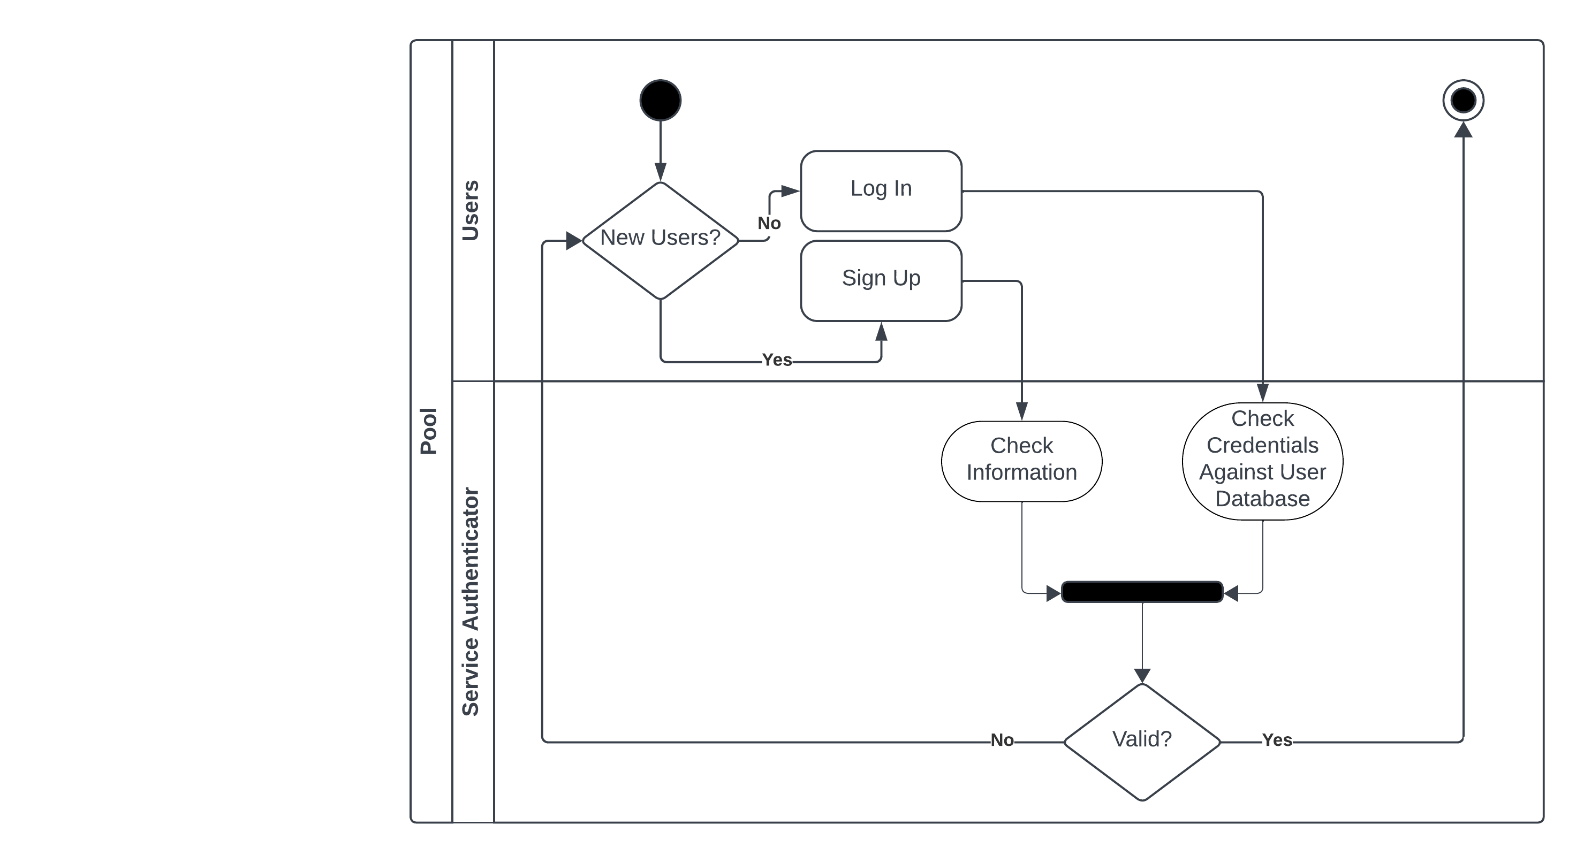 Pool
Users
New Users?
No
Log In
Sign Up
Yes
Service Authenticator
Check
Information
Check
Credentials
Against User
Database
No
Valid?
Yes